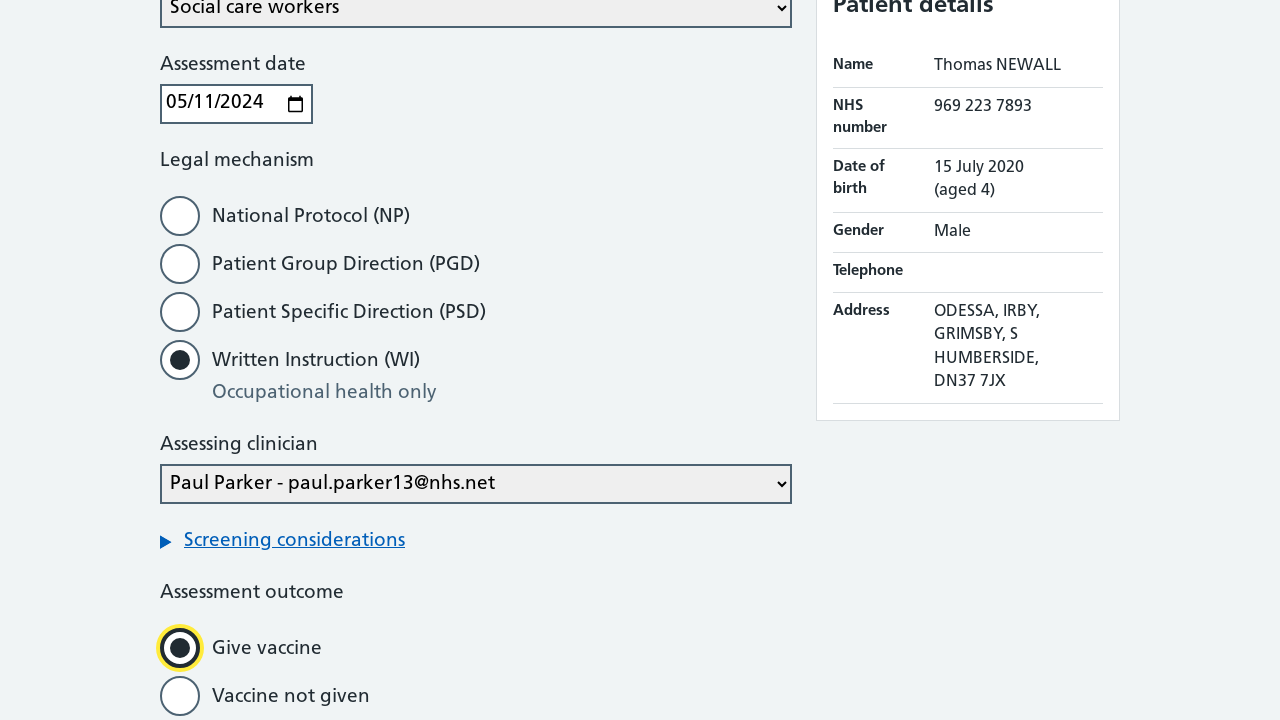 Social care workers
Assessment date
05/11/2024
Legal mechanism
National Protocol (NP)
Patient Group Direction (PGD)
Patient Specific Direction (PSD)
Written Instruction (WI)
Occupational health only
Assessing clinician
Paul Parker - paul.parker13@nhs.net
Screening considerations
Assessment outcome
Give vaccine
Vaccine not given
Patient details
Name Thomas NEWALL
NHS number 969 223 7893
Date of birth 15 July 2020 (aged 4)
Gender Male
Telephone
Address ODESSA, IRBY,
GRIMSBY, S
HUMBERSIDE,
DN37 7JX